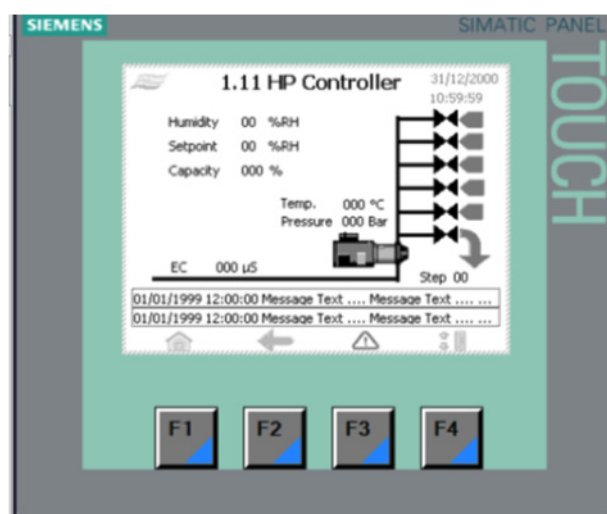 SIEMENS
SIMATIC PANEL
TOUCH
1.11 HP Controller
31/12/2000
10:59:59
Humidity 00 %RH
Setpoint 00 %RH
Capacity 000 %
Temp. 000 °C
Pressure 000 Bar
EC 000 µS
Step 00
01/01/1999 12:00:00 Message Text .... Message Text .... ...
01/01/1999 12:00:00 Message Text .... Message Text .... ...
F1 F2 F3 F4